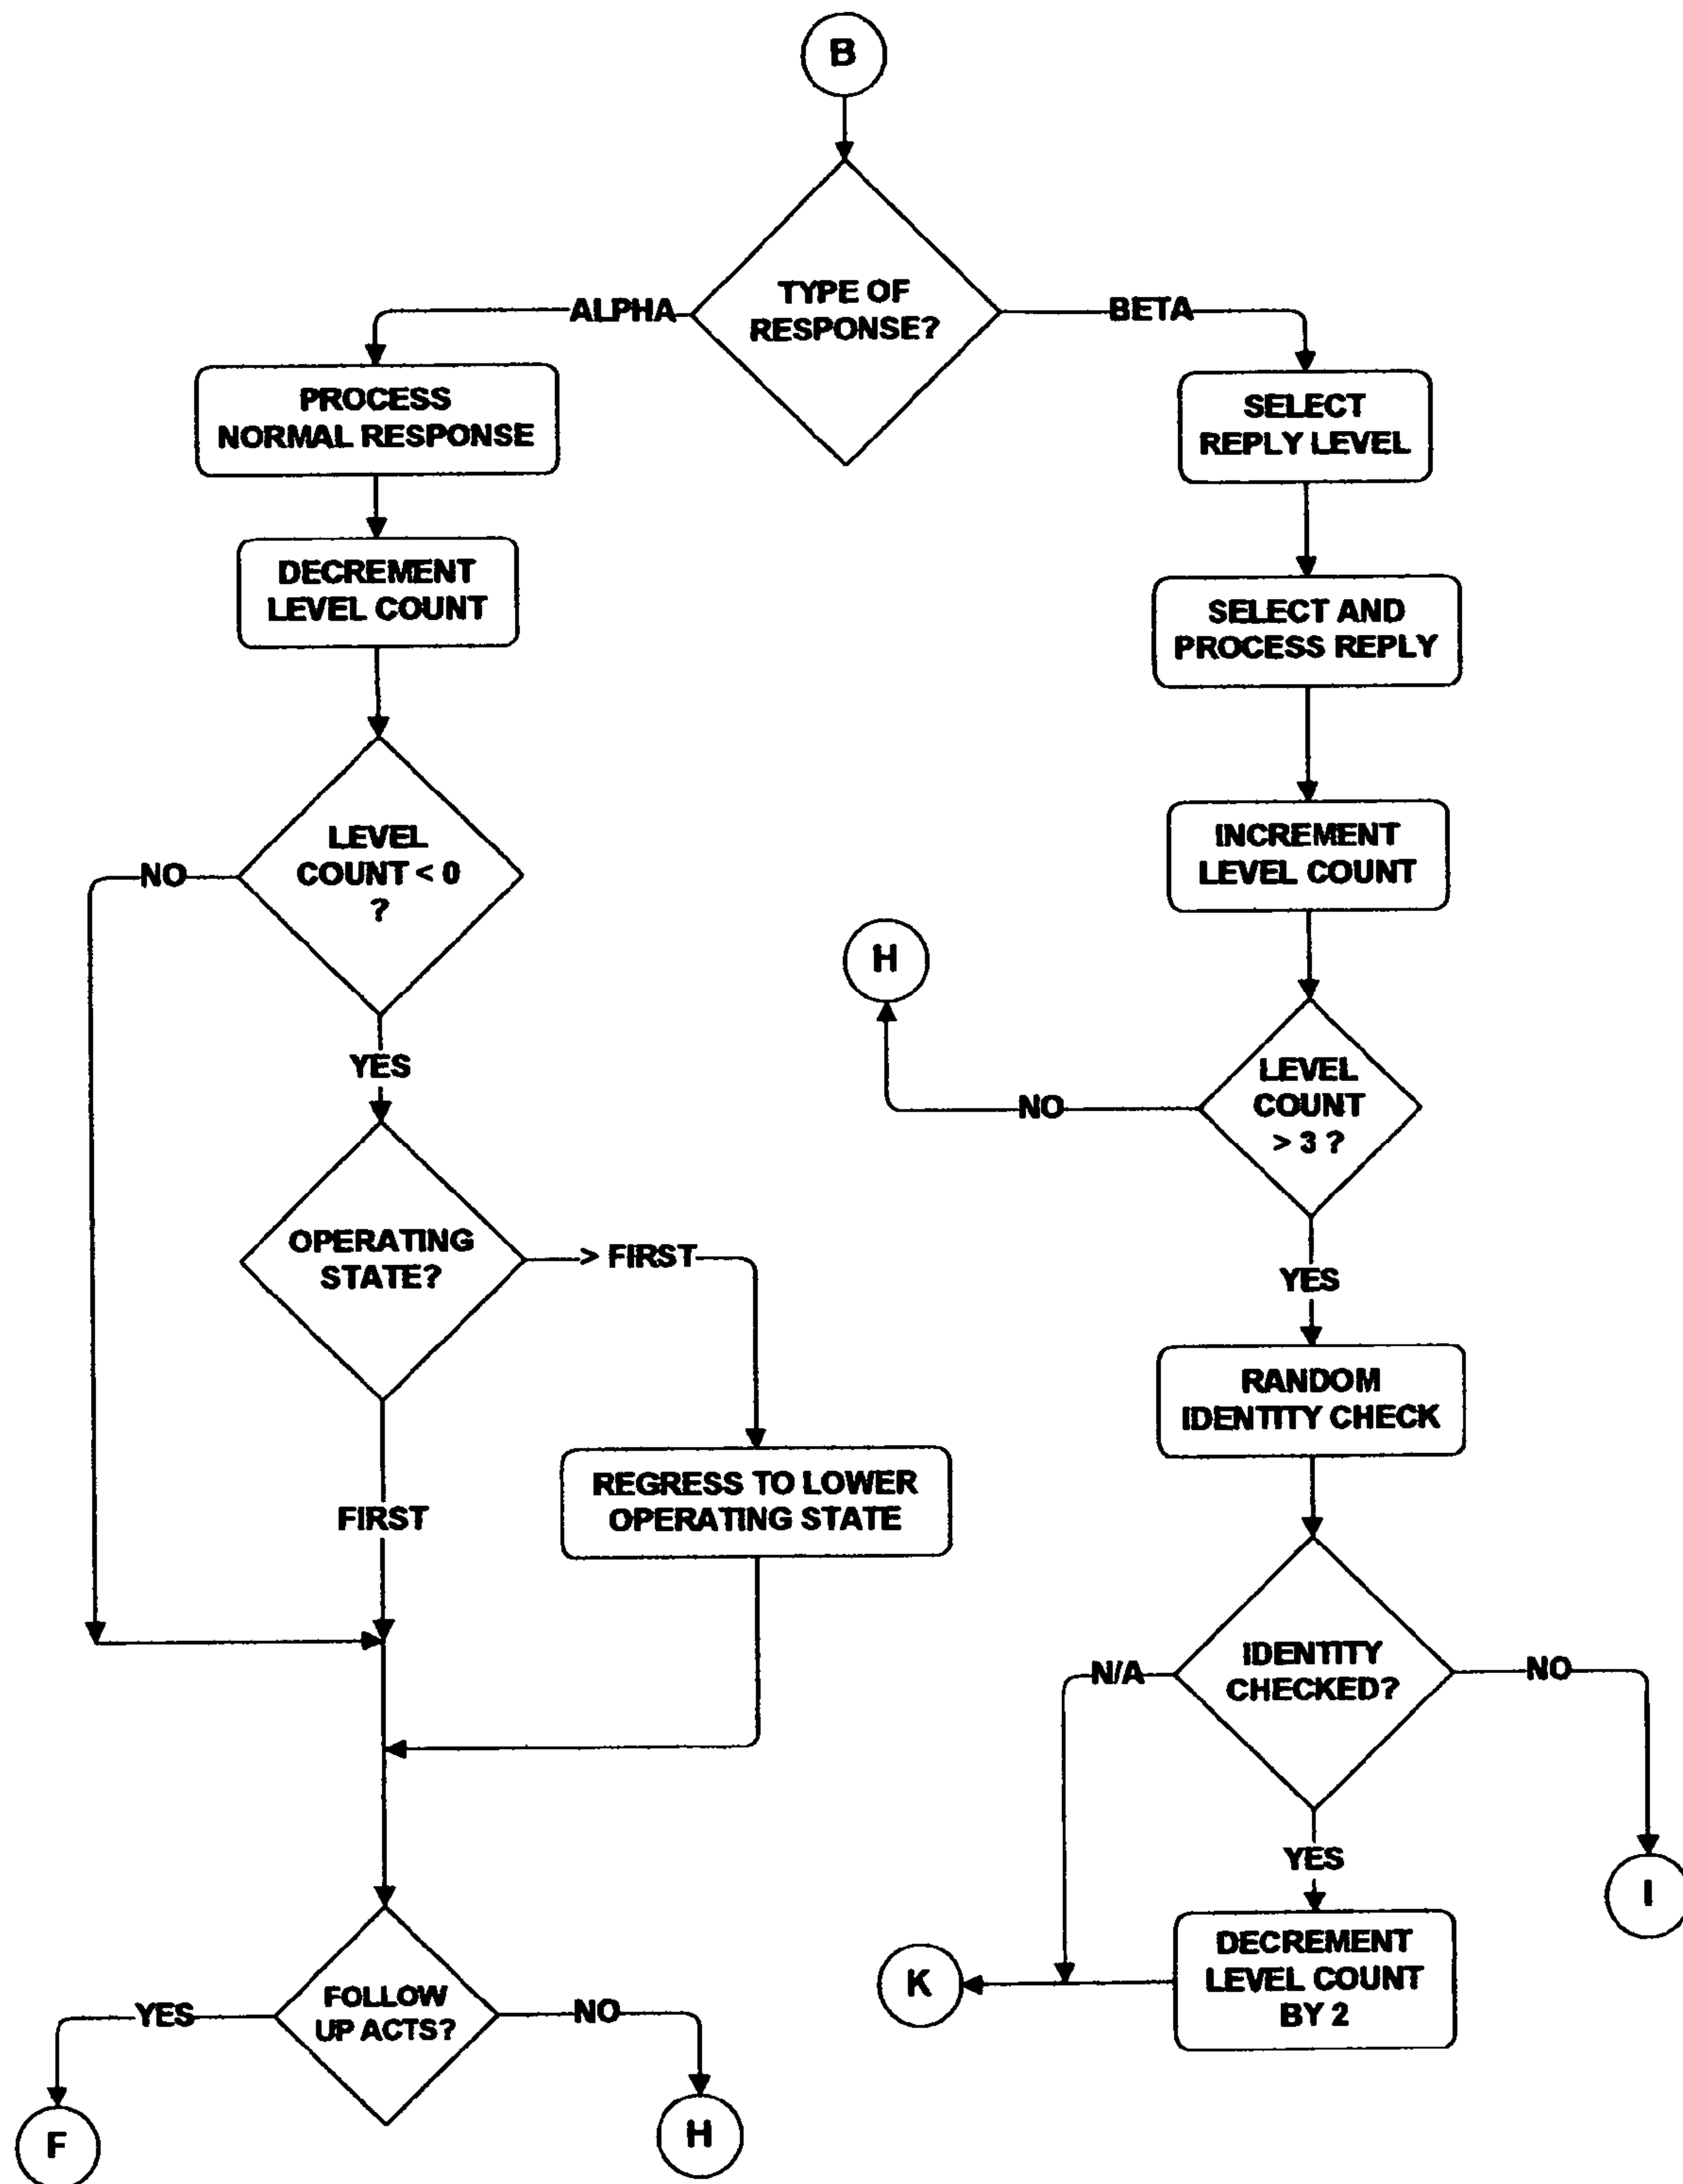 B
TYPE OF
RESPONSE?
ALPHA
BETA
PROCESS
NORMAL RESPONSE
DECREMENT
LEVEL COUNT
LEVEL
COUNT < 0
?
NO
YES
OPERATING
STATE?
> FIRST
FIRST
REGRESS TO LOWER
OPERATING STATE
FOLLOW
UP ACTS?
YES
NO
F
H
SELECT
REPLY LEVEL
SELECT AND
PROCESS REPLY
INCREMENT
LEVEL COUNT
LEVEL
COUNT
> 3 ?
NO
H
YES
RANDOM
IDENTITY CHECK
IDENTITY
CHECKED?
N/A
NO
YES
I
DECREMENT
LEVEL COUNT
BY 2
K